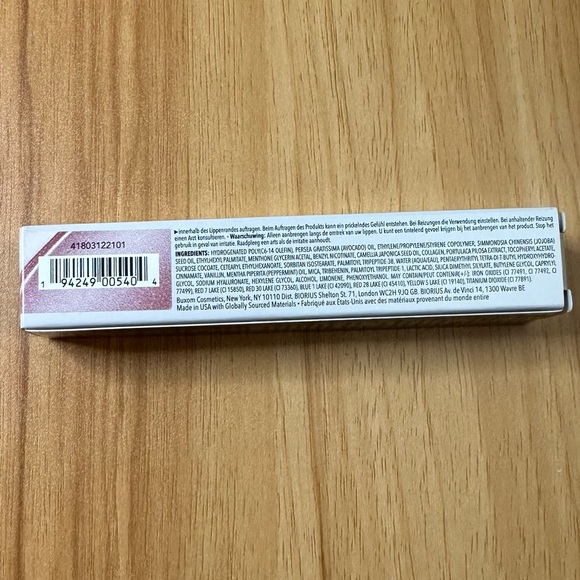 41803122101
1 94249 00540 4
▶innerhalb des Lippenrandes auftragen. Beim Auftragen des Produkts kann ein prickelndes Gefühl entstehen. Bei Reizungen die Verwendung einstellen. Bei anhaltender Reizung
einen Arzt konsultieren. • Waarschuwing: Alleen aanbrengen langs de omtrek van uw lippen. U kunt een tintelend gevoel krijgen bij het aanbrengen van het product. Stop het
gebruik in geval van irritatie. Raadpleeg een arts als de irritatie aanhoudt.
INGREDIENTS: HYDROGENATED POLY(C6-14 OLEFIN), PERSEA GRATISSIMA (AVOCADO) OIL, ETHYLENE/PROPYLENE/STYRENE COPOLYMER, SIMMONDSIA CHINENSIS (JOJOBA)
SEED OIL, ETHYLHEXYL PALMITATE, MENTHONE GLYCERIN ACETAL, BENZYL NICOTINATE, CAMELLIA JAPONICA SEED OIL, COLLAGEN, PORTULACA PILOSA EXTRACT, TOCOPHERYL ACETATE,
SUCROSE COCOATE, CETEARYL ETHYLHEXANOATE, SORBITAN ISOSTEARATE, PALMITOYL TRIPEPTIDE-38, WATER (AQUA/EAU), PENTAERYTHRITYL TETRA-DI-T-BUTYL HYDROXYHYDRO-
CINNAMATE, VANILLIN, MENTHA PIPERITA (PEPPERMINT) OIL, MICA, TRIBEHENIN, PALMITOYL TRIPEPTIDE-1, LACTIC ACID, SILICA DIMETHYL SILYLATE, BUTYLENE GLYCOL, CAPRYLYL
GLYCOL, SODIUM HYALURONATE, HEXYLENE GLYCOL, ALCOHOL, LIMONENE, PHENOXYETHANOL. MAY CONTAIN/PEUT CONTENIR(+/-): IRON OXIDES (CI 77491, CI 77492, CI
77499), RED 7 LAKE (CI 15850), RED 30 LAKE (CI 73360), BLUE 1 LAKE (CI 42090), RED 28 LAKE (CI 45410), YELLOW 5 LAKE (CI 19140), TITANIUM DIOXIDE (CI 77891).
Buxom Cosmetics, New York, NY 10110 Dist. BIORIUS Shelton St. 71, London WC2H 9JQ GB. BIORIUS Av. de Vinci 14, 1300 Wavre BE
Made in USA with Globally Sourced Materials • Fabriqué aux États Unis avec des matériaux provenant du monde entier